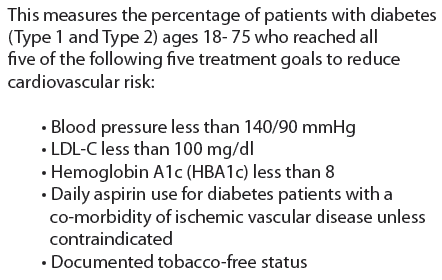 This measures the percentage of patients with diabetes
(Type 1 and Type 2) ages 18- 75 who reached all
five of the following five treatment goals to reduce
cardiovascular risk:
• Blood pressure less than 140/90 mmHg
• LDL-C less than 100 mg/dl
• Hemoglobin A1c (HBA1c) less than 8
• Daily aspirin use for diabetes patients with a
co-morbidity of ischemic vascular disease unless
contraindicated
• Documented tobacco-free status